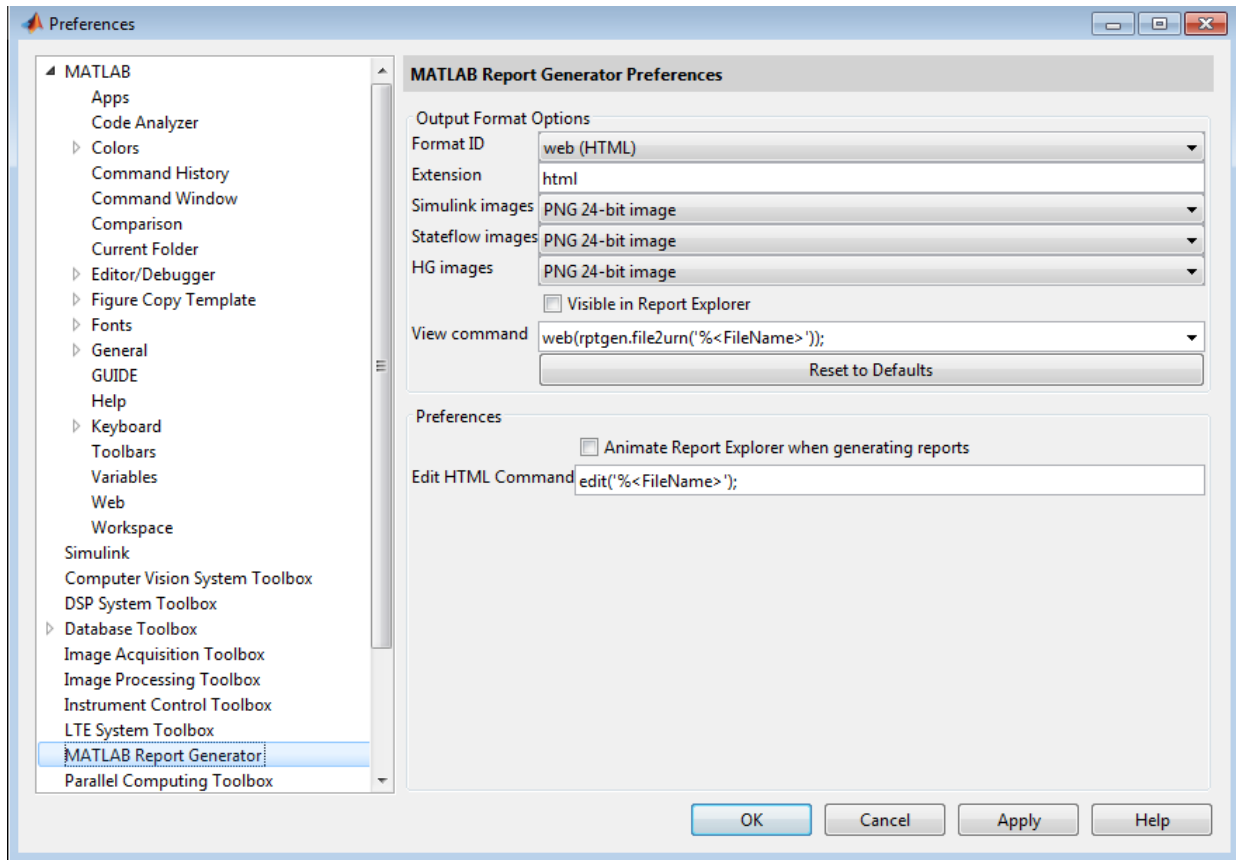 Preferences
MATLAB
Apps
Code Analyzer
Colors
Command History
Command Window
Comparison
Current Folder
Editor/Debugger
Figure Copy Template
Fonts
General
GUIDE
Help
Keyboard
Toolbars
Variables
Web
Workspace
Simulink
Computer Vision System Toolbox
DSP System Toolbox
Database Toolbox
Image Acquisition Toolbox
Image Processing Toolbox
Instrument Control Toolbox
LTE System Toolbox
MATLAB Report Generator
Parallel Computing Toolbox
MATLAB Report Generator Preferences
Output Format Options
Format ID web (HTML)
Extension html
Simulink images PNG 24-bit image
Stateflow images PNG 24-bit image
HG images PNG 24-bit image
Visible in Report Explorer
View command web(rptgen.file2urn('%<FileName>'));
Reset to Defaults
Preferences
Animate Report Explorer when generating reports
Edit HTML Command edit('%<FileName>');
OK Cancel Apply Help